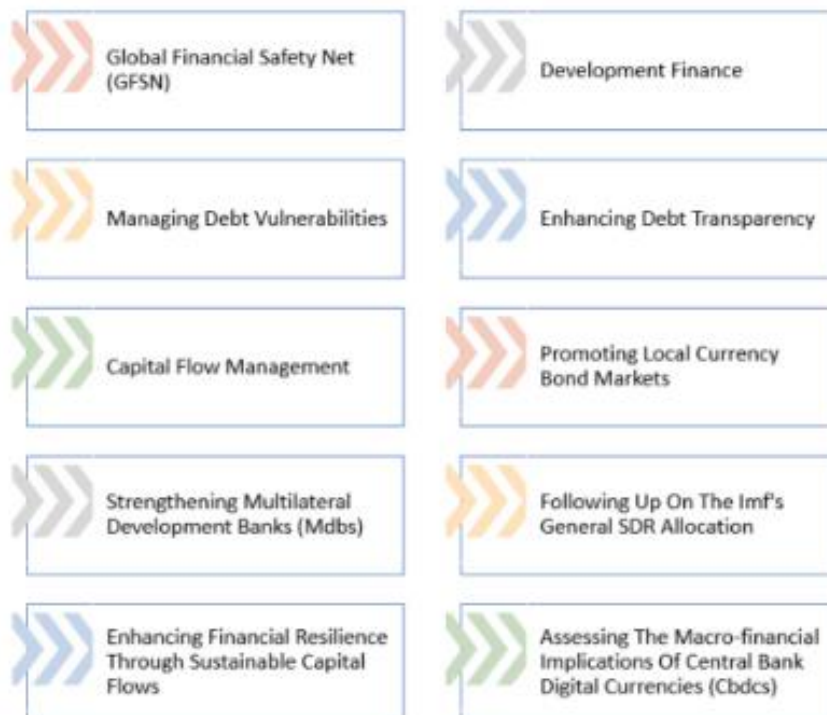 Global Financial Safety Net
(GFSN)
Development Finance
Managing Debt Vulnerabilities
Enhancing Debt Transparency
Capital Flow Management
Promoting Local Currency
Bond Markets
Strengthening Multilateral
Development Banks (Mdbs)
Following Up On The Imf's
General SDR Allocation
Enhancing Financial Resilience
Through Sustainable Capital
Flows
Assessing The Macro-financial
Implications Of Central Bank
Digital Currencies (Cbdcs)